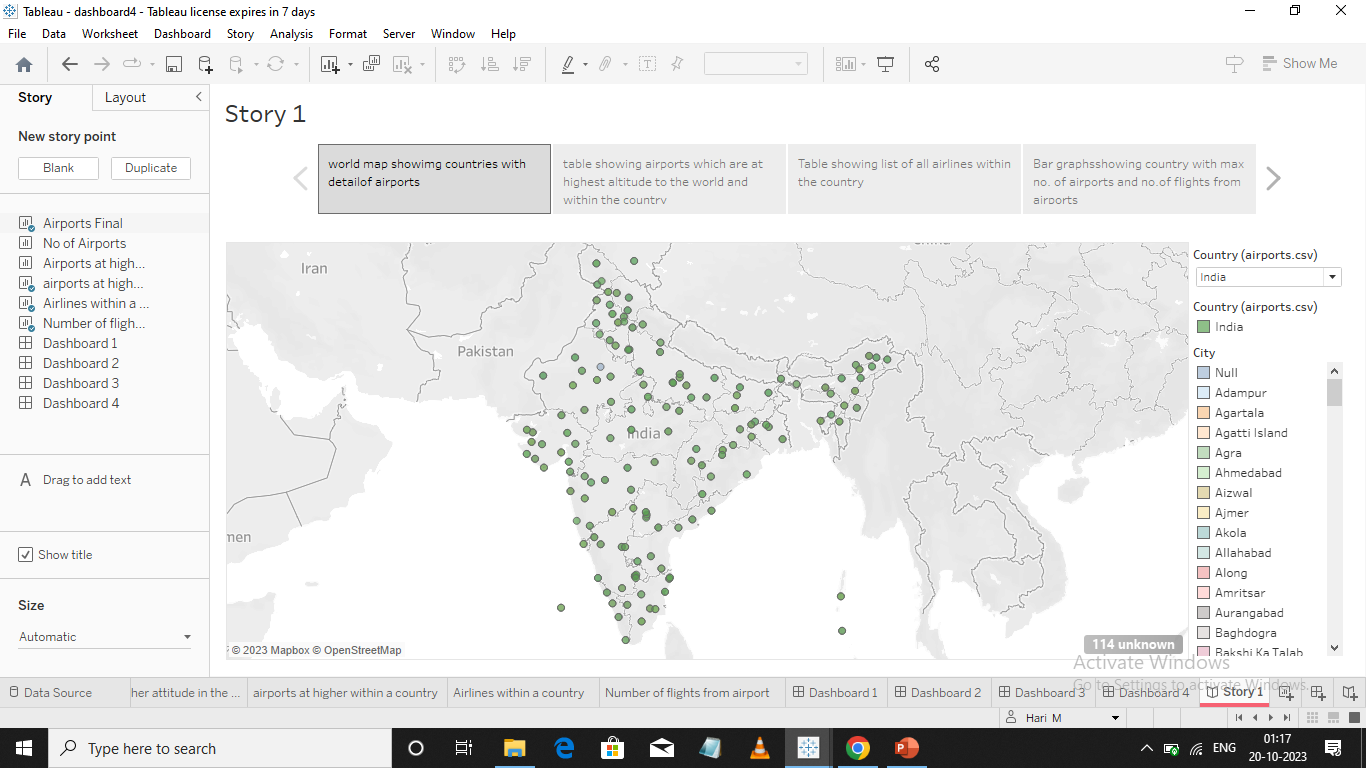 Tableau - dashboard4 - Tableau license expires in 7 days
File Data Worksheet Dashboard Story Analysis Format Server Window Help
Show Me
Story Layout
New story point
Blank Duplicate
Airports Final
No of Airports
Airports at high...
airports at high...
Airlines within a ...
Number of fligh...
Dashboard 1
Dashboard 2
Dashboard 3
Dashboard 4
A Drag to add text
Show title
Size
Automatic
Story 1
world map showimg countries with
detailof airports
table showing airports which are at
highest altitude to the world and
within the country
Table showing list of all airlines within
the country
Bar graphsshowing country with max
no. of airports and no.of flights from
airports
Iran
Pakistan
India
China
men
© 2023 Mapbox © OpenStreetMap
114 unknown
Country (airports.csv)
India
Country (airports.csv)
India
City
Null
Adampur
Agartala
Agatti Island
Agra
Ahmedabad
Aizwal
Ajmer
Akola
Allahabad
Along
Amritsar
Aurangabad
Baghdogra
Bakshi Ka Talab
Activate Windows
Go to Settings to activate Windows.
Data Source her attitude in the ... airports at higher within a country Airlines within a country Number of flights from airport Dashboard 1 Dashboard 2 Dashboard 3 Dashboard 4 Story 1
Hari M
Type here to search
ENG
01:17
20-10-2023